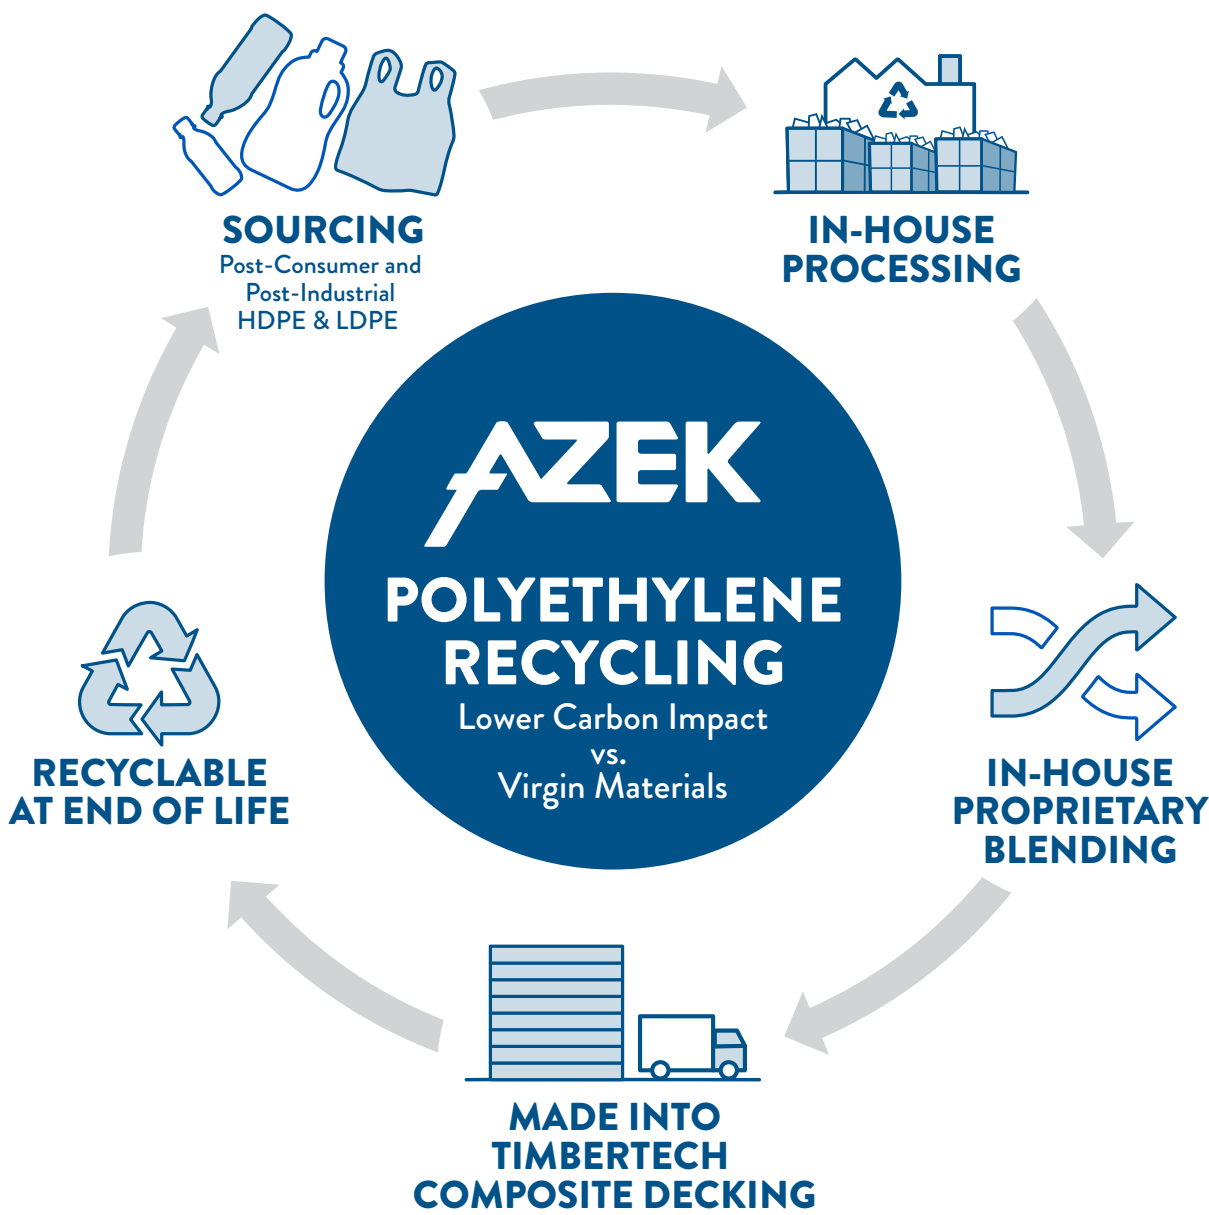 SOURCING
Post-Consumer and
Post-Industrial
HDPE & LDPE
IN-HOUSE
PROCESSING
AZEK
POLYETHYLENE
RECYCLING
Lower Carbon Impact
vs.
Virgin Materials
IN-HOUSE
PROPRIETARY
BLENDING
MADE INTO
TIMBERTECH
COMPOSITE DECKING
RECYCLABLE
AT END OF LIFE